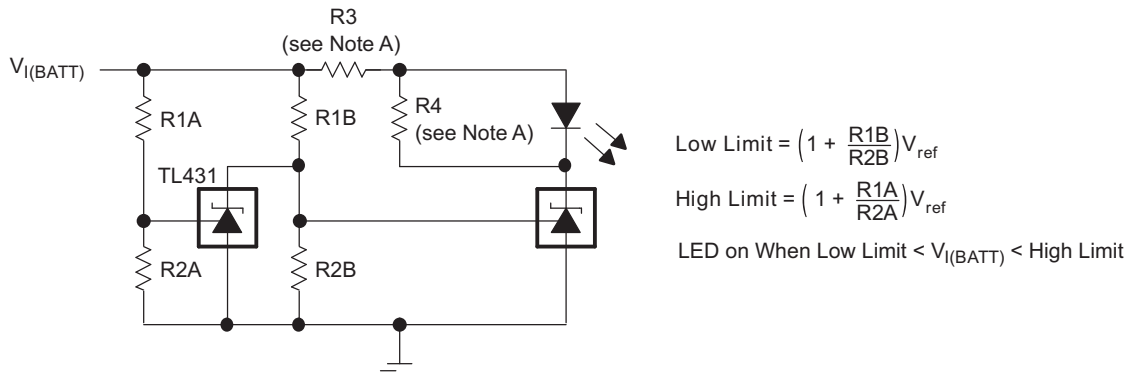 R3
(see Note A)
V_I(BATT)
R1A
R1B
R4
(see Note A)
TL431
R2A
R2B
Low Limit = (1 + R1B/R2B)V_ref
High Limit = (1 + R1A/R2A)V_ref
LED on When Low Limit < V_I(BATT) < High Limit